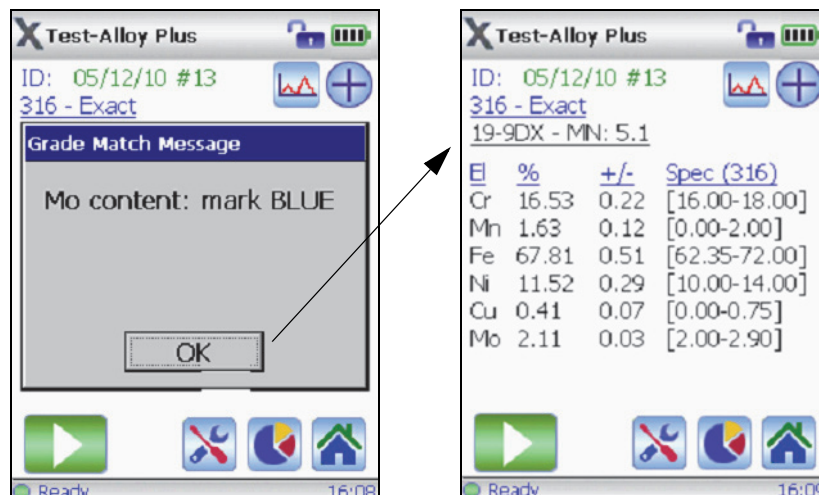 Test-Alloy Plus
ID: 05/12/10 #13
316 - Exact
Grade Match Message
Mo content: mark BLUE
OK
Ready 16:08
Test-Alloy Plus
ID: 05/12/10 #13
316 - Exact
19-9DX - MN: 5.1
El % +/- Spec (316)
Cr 16.53 0.22 [16.00-18.00]
Mn 1.63 0.12 [0.00-2.00]
Fe 67.81 0.51 [62.35-72.00]
Ni 11.52 0.29 [10.00-14.00]
Cu 0.41 0.07 [0.00-0.75]
Mo 2.11 0.03 [2.00-2.90]
Ready 16:09